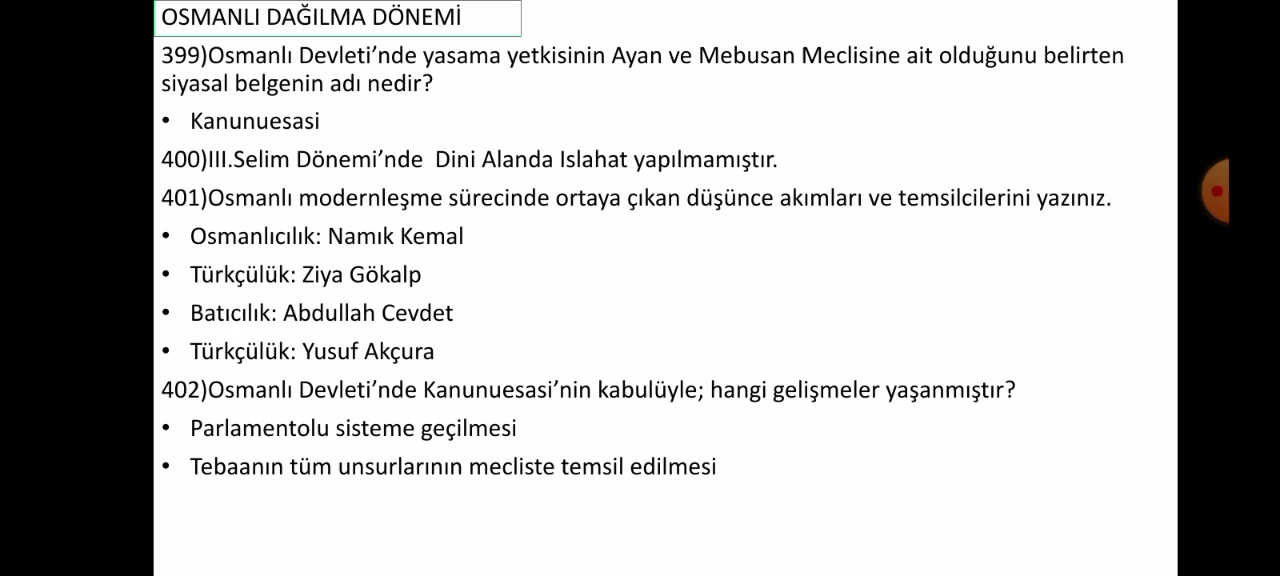 OSMANLI DAĞILMA DÖNEMİ
399)Osmanlı Devleti’nde yasama yetkisinin Ayan ve Mebusan Meclisine ait olduğunu belirten
siyasal belgenin adı nedir?
• Kanunuesasi
400)III.Selim Dönemi’nde  Dini Alanda Islahat yapılmamıştır.
401)Osmanlı modernleşme sürecinde ortaya çıkan düşünce akımları ve temsilcilerini yazınız.
• Osmanlıcılık: Namık Kemal
• Türkçülük: Ziya Gökalp
• Batıcılık: Abdullah Cevdet
• Türkçülük: Yusuf Akçura
402)Osmanlı Devleti’nde Kanunuesasi’nin kabulüyle; hangi gelişmeler yaşanmıştır?
• Parlamentolu sisteme geçilmesi
• Tebaanın tüm unsurlarının mecliste temsil edilmesi